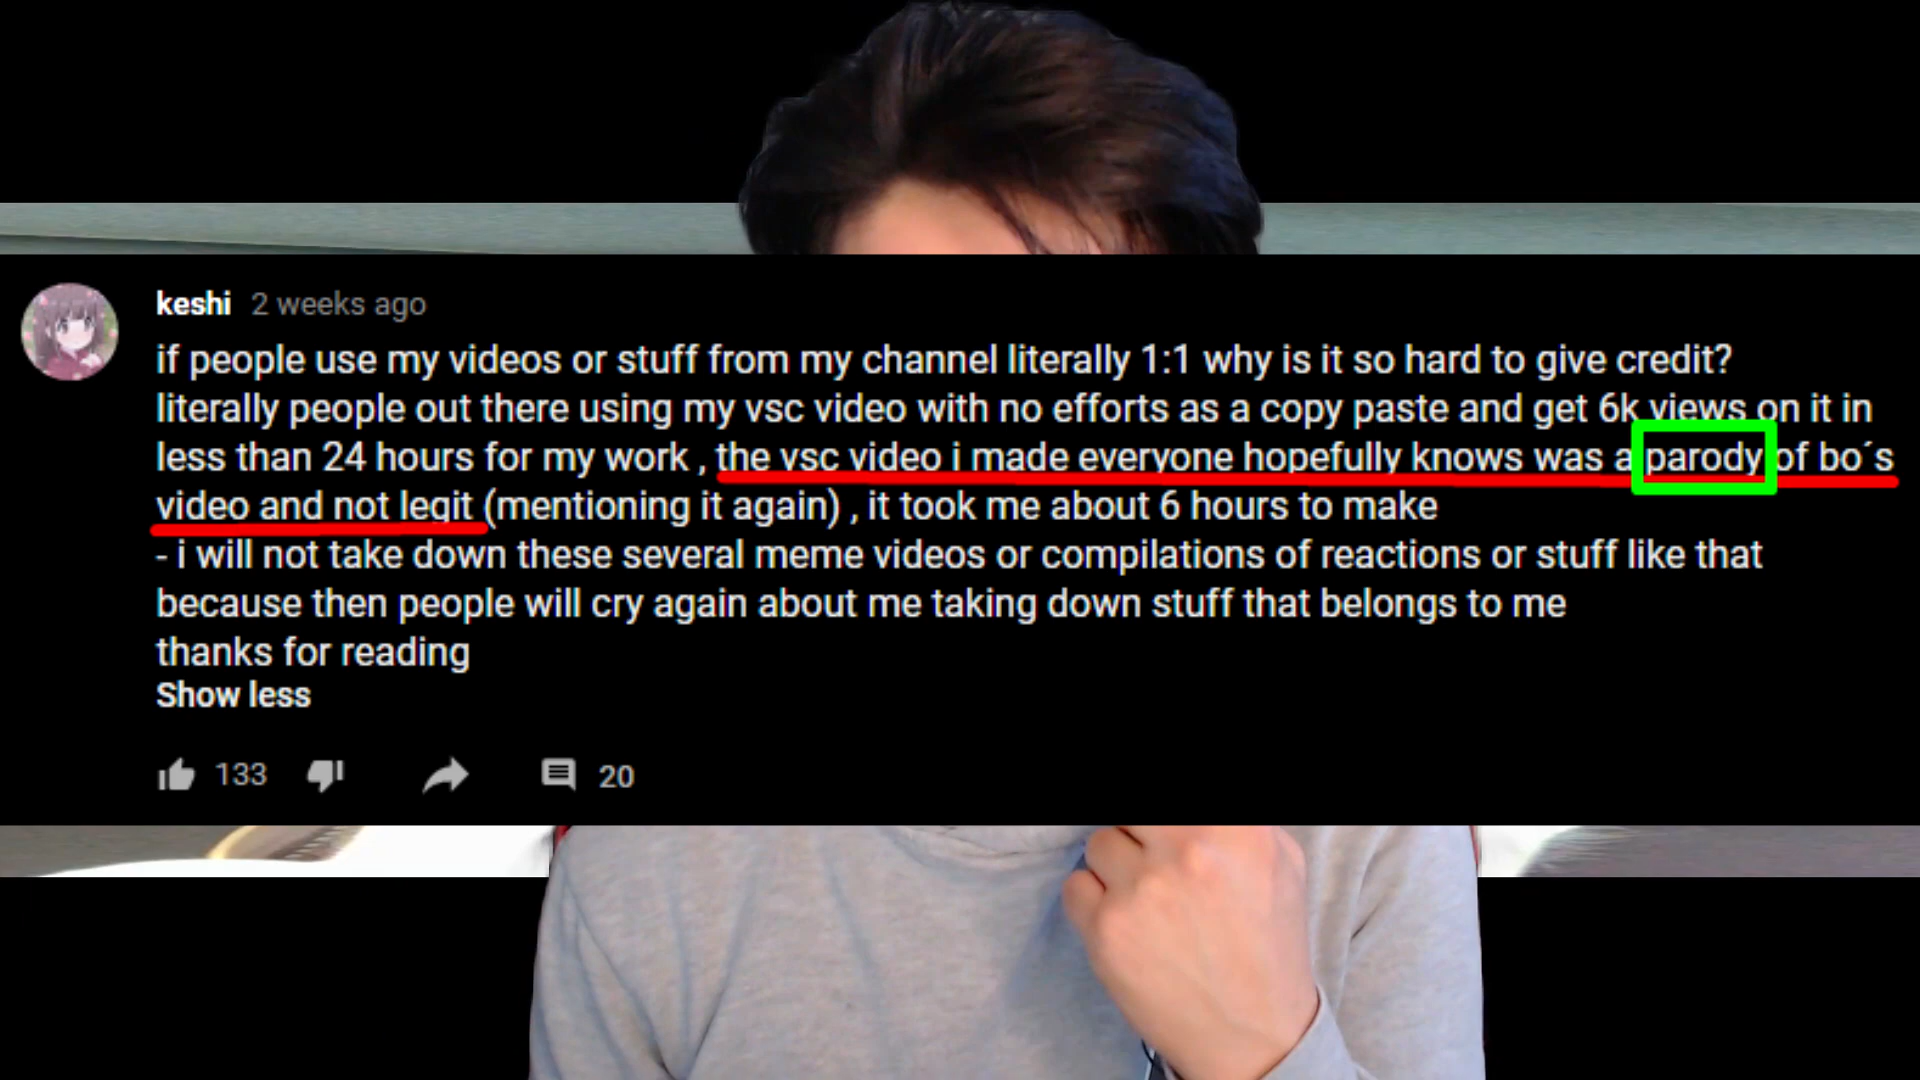 keshi 2 weeks ago
if people use my videos or stuff from my channel literally 1:1 why is it so hard to give credit?
literally people out there using my vsc video with no efforts as a copy paste and get 6k views on it in
less than 24 hours for my work , the vsc video i made everyone hopefully knows was a parody of bo´s
video and not legit (mentioning it again) , it took me about 6 hours to make
- i will not take down these several meme videos or compilations of reactions or stuff like that
because then people will cry again about me taking down stuff that belongs to me
thanks for reading
Show less
133 20